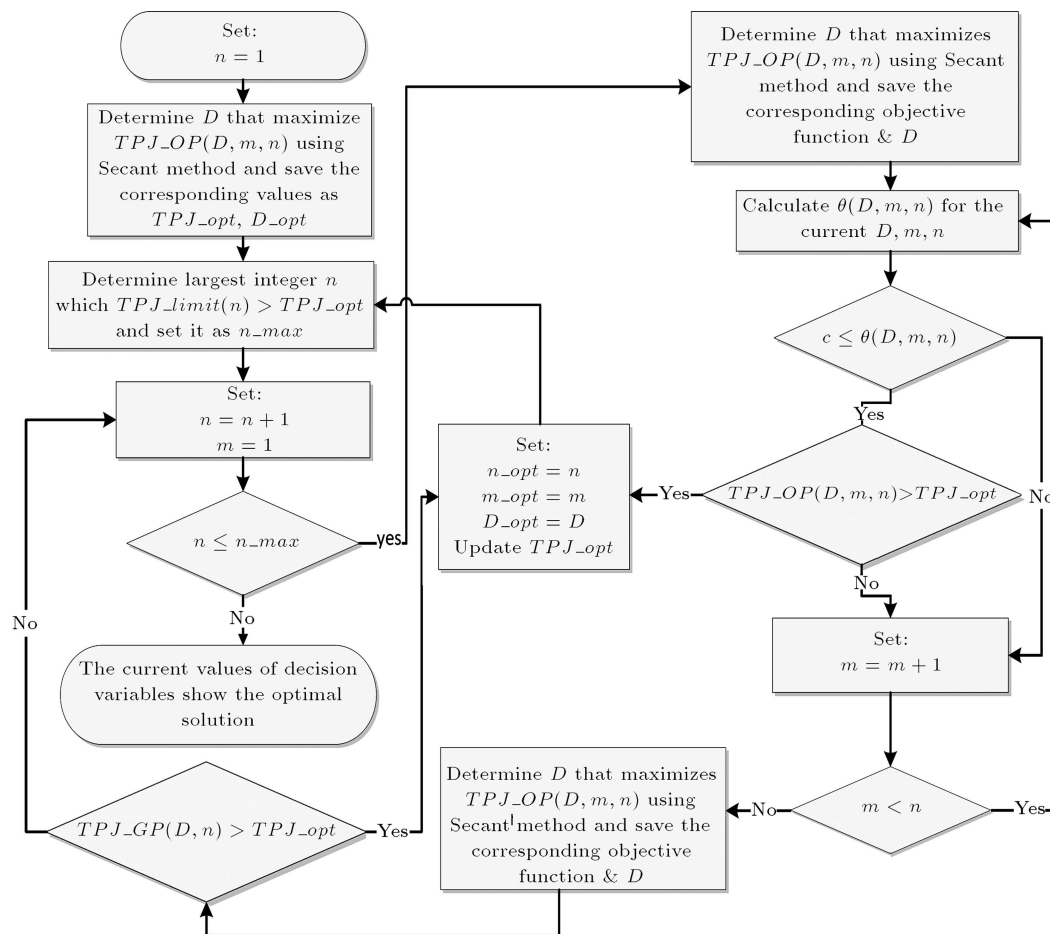 Set:
n = 1
Determine D that maximize
TPJ_OP(D, m, n) using
Secant method and save the
corresponding values as
TPJ_opt, D_opt
Determine largest integer n
which TPJ_limit(n) > TPJ_opt
and set it as n_max
Set:
n = n + 1
m = 1
n ≤ n_max
yes
No
The current values of decision
variables show the optimal
solution
No
TPJ_GP(D, n) > TPJ_opt
Yes
Set:
n_opt = n
m_opt = m
D_opt = D
Update TPJ_opt
Determine D that maximizes
TPJ_OP(D, m, n) using Secant
method and save the
corresponding objective
function & D
Calculate θ(D, m, n) for the
current D, m, n
c ≤ θ(D, m, n)
Yes
No
TPJ_OP(D, m, n)>TPJ_opt
Yes
No
Set:
m = m + 1
m < n
Yes
No
Determine D that maximizes
TPJ_OP(D, m, n) using
Secant method and save the
corresponding objective
function & D